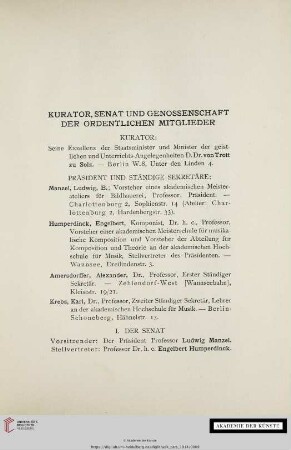 KURATOR, SENAT UND GENOSSENSCHAFT
DER ORDENTLICHEN MITGLIEDER
KURATOR:
Seine Exzellenz der Staatsminister und Minister der geist-
lichen und Unterrichts-Angelegenheiten D. Dr. von Trott
zu Solz. — Berlin W. 8, Unter den Linden 4.
PRÄSIDENT UND STÄNDIGE SEKRETÄRE:
Manzel, Ludwig, B., Vorsteher eines akademischen Meister-
ateliers für Bildhauerei, Professor, Präsident. —
Charlottenburg 2, Sophienstr. 14 (Atelier: Char-
lottenburg 2, Hardenbergstr. 33).
Humperdinck, Engelbert, Komponist, Dr. h. c., Professor,
Vorsteher einer akademischen Meisterschule für musika-
lische Komposition und Vorsteher der Abteilung für
Komposition und Theorie an der akademischen Hoch-
schule für Musik, Stellvertreter des Präsidenten. —
Wannsee, Dreilindenstr. 3.
Amersdorffer, Alexander, Dr., Professor, Erster Ständiger
Sekretär. — Zehlendorf-West (Wannseebahn),
Kleiststr. 19/21.
Krebs, Karl, Dr., Professor, Zweiter Ständiger Sekretär, Lehrer
an der akademischen Hochschule für Musik. — Berlin-
Schöneberg, Hähnelstr. 13.
I. DER SENAT
Vorsitzender: Der Präsident Professor Ludwig Manzel.
Stellvertreter: Professor Dr. h. c. Engelbert Humperdinck.
AKADEMIE DER KÜNSTE